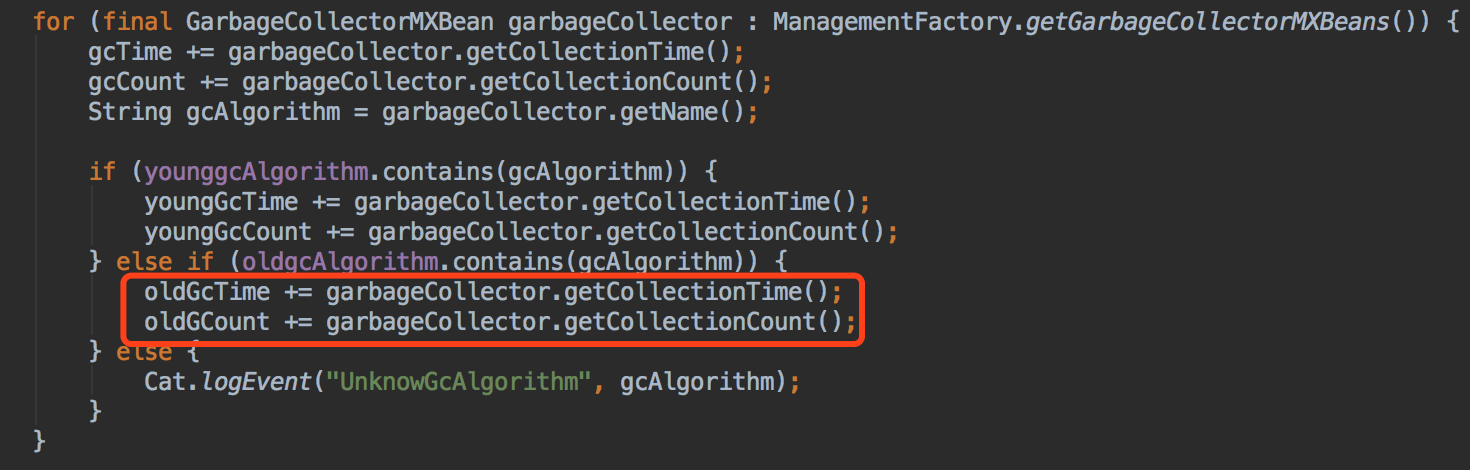 for (final GarbageCollectorMXBean garbageCollector : ManagementFactory.getGarbageCollectorMXBeans()) {
gcTime += garbageCollector.getCollectionTime();
gcCount += garbageCollector.getCollectionCount();
String gcAlgorithm = garbageCollector.getName();
if (younggcAlgorithm.contains(gcAlgorithm)) {
youngGcTime += garbageCollector.getCollectionTime();
youngGcCount += garbageCollector.getCollectionCount();
} else if (oldgcAlgorithm.contains(gcAlgorithm)) {
oldGcTime += garbageCollector.getCollectionTime();
oldGCount += garbageCollector.getCollectionCount();
} else {
Cat.logEvent("UnknowGcAlgorithm", gcAlgorithm);
}
}